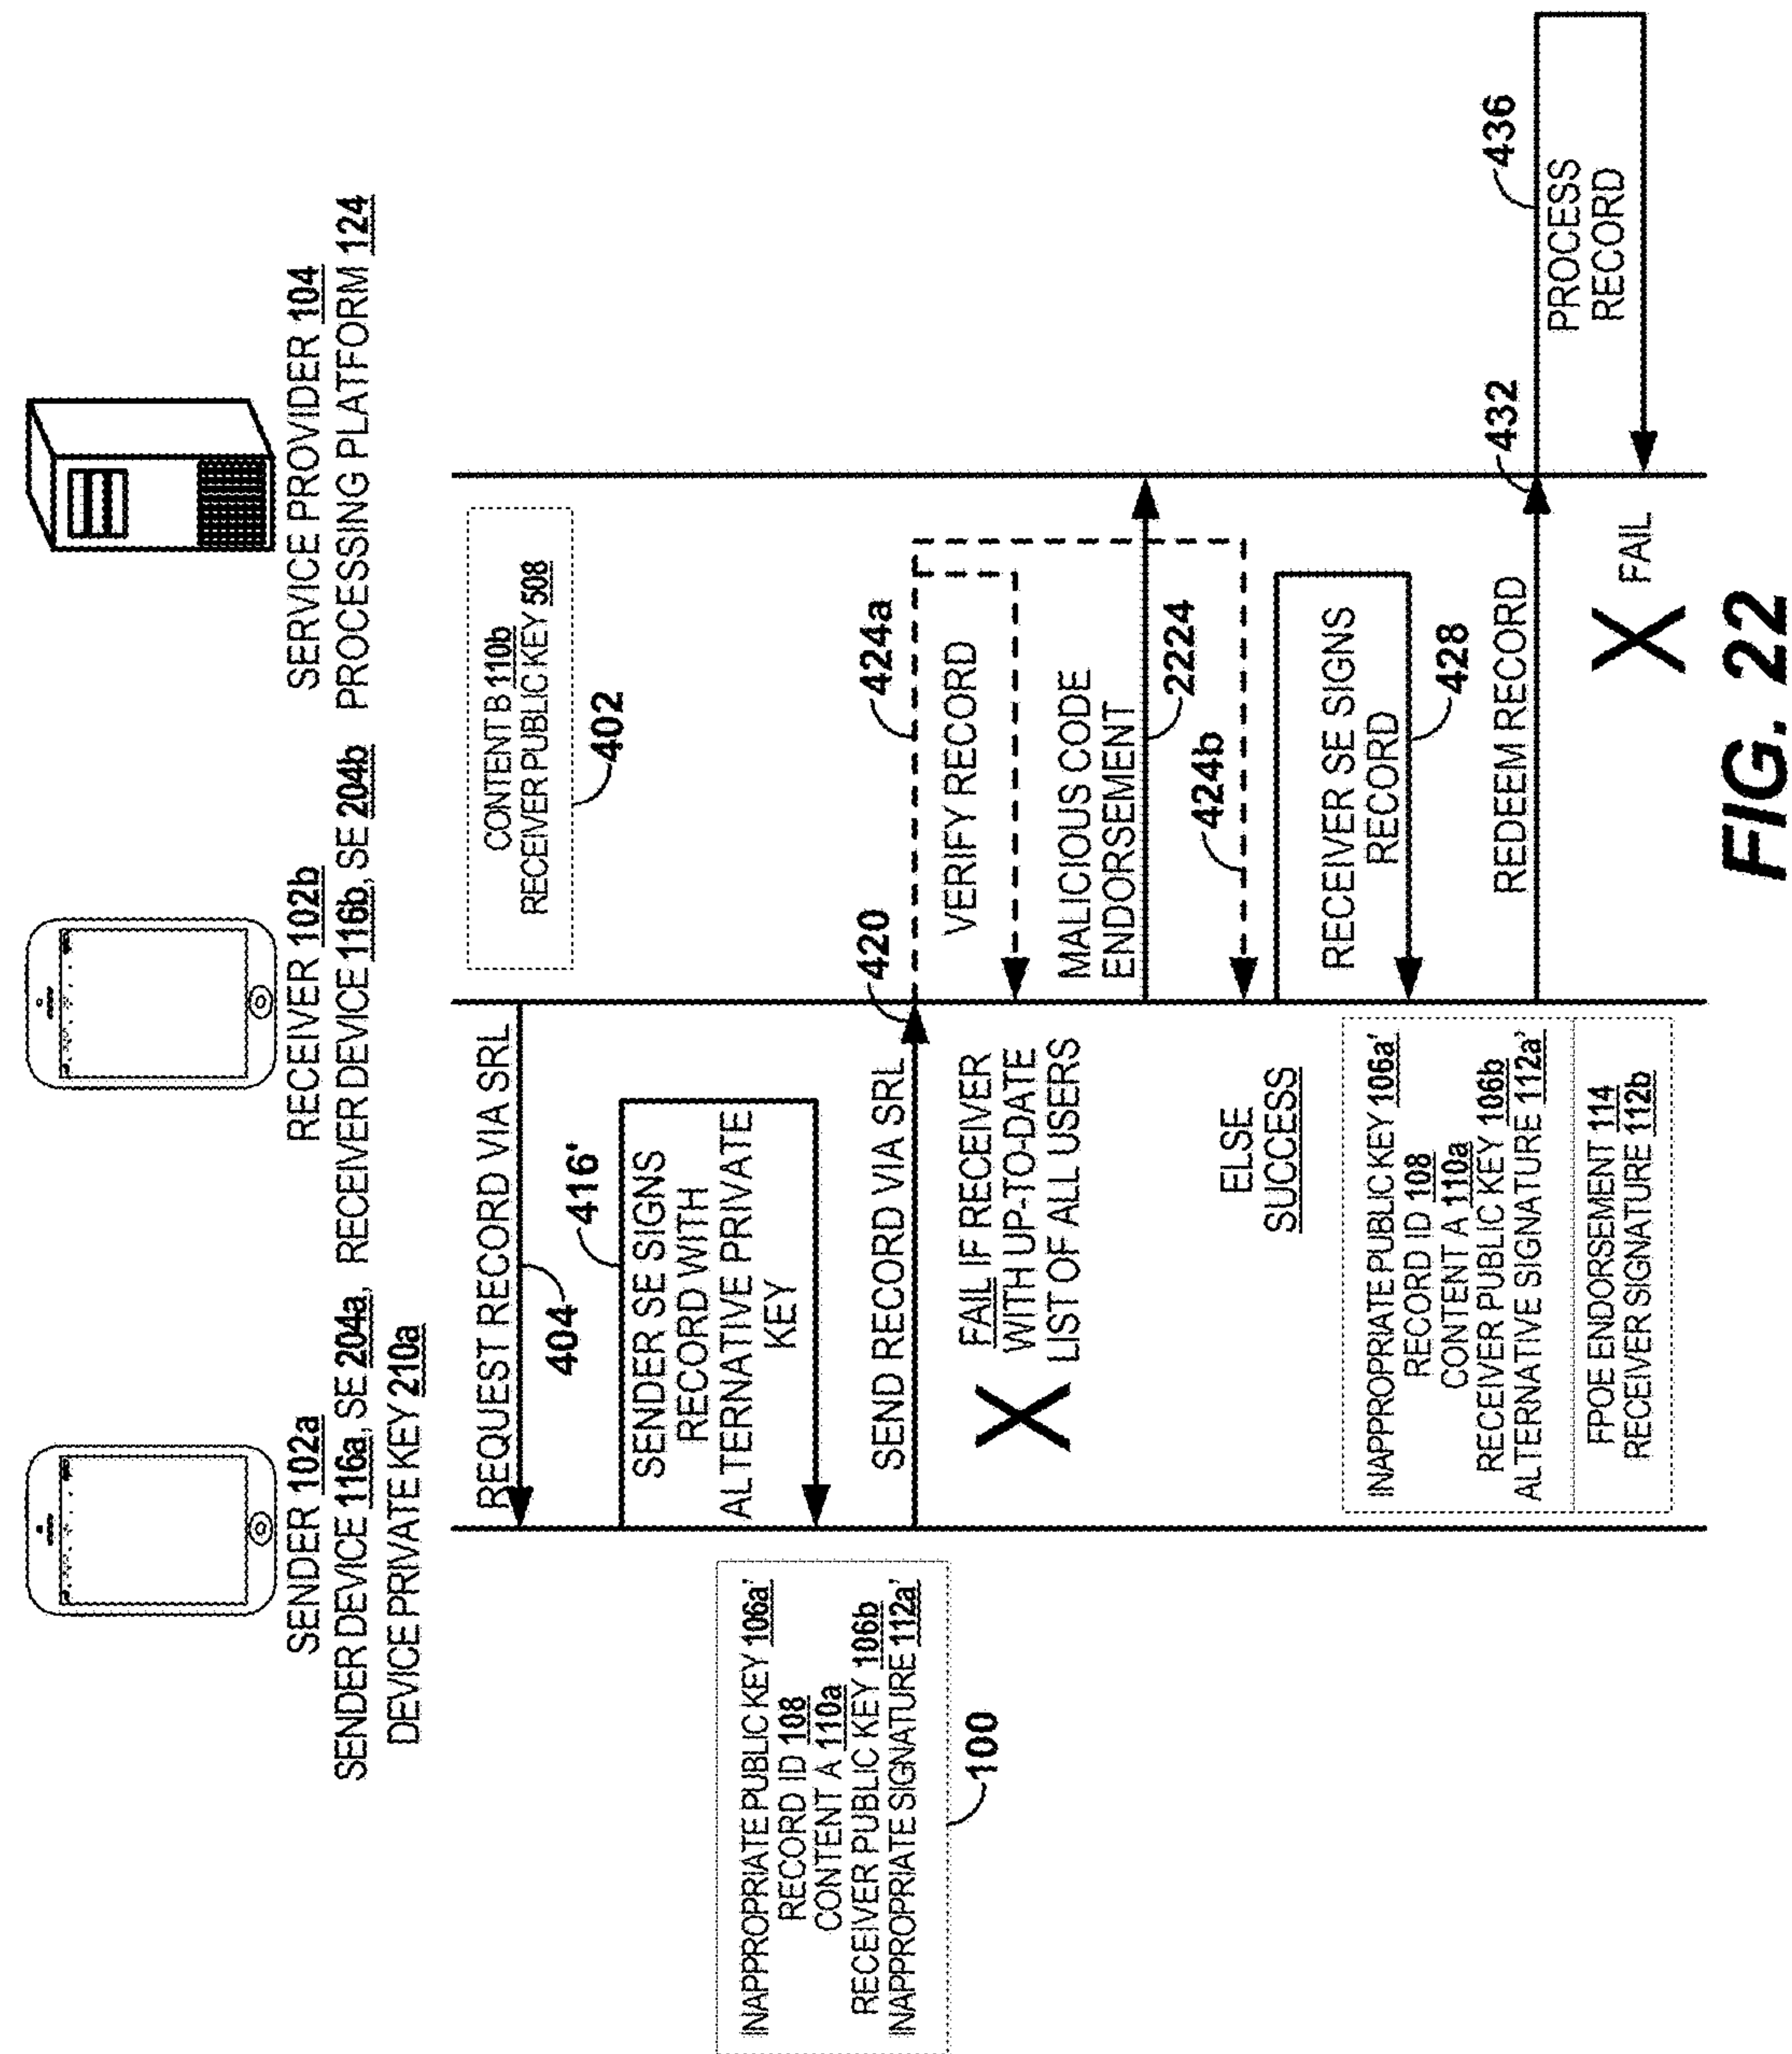 SENDER 102a
SENDER DEVICE 116a, SE 204a,
DEVICE PRIVATE KEY 210a
RECEIVER 102b
RECEIVER DEVICE 116b, SE 204b
SERVICE PROVIDER 104
PROCESSING PLATFORM 124
CONTENT B 110b
RECEIVER PUBLIC KEY 508
402
REQUEST RECORD VIA SRL
404
416'
SENDER SE SIGNS
RECORD WITH
ALTERNATIVE PRIVATE
KEY
INAPPROPRIATE PUBLIC KEY 106a'
RECORD ID 108
CONTENT A 110a
RECEIVER PUBLIC KEY 106b
INAPPROPRIATE SIGNATURE 112a'
100
SEND RECORD VIA SRL
420
424a
VERIFY RECORD
X
FAIL IF RECEIVER
WITH UP-TO-DATE
LIST OF ALL USERS
MALICIOUS CODE
ENDORSEMENT
2224
424b
ELSE
SUCCESS
RECEIVER SE SIGNS
RECORD
428
INAPPROPRIATE PUBLIC KEY 106a'
RECORD ID 108
CONTENT A 110a
RECEIVER PUBLIC KEY 106b
ALTERNATIVE SIGNATURE 112a'
FPOE ENDORSEMENT 114
RECEIVER SIGNATURE 112b
REDEEM RECORD
432
436
PROCESS
RECORD
X FAIL
FIG. 22